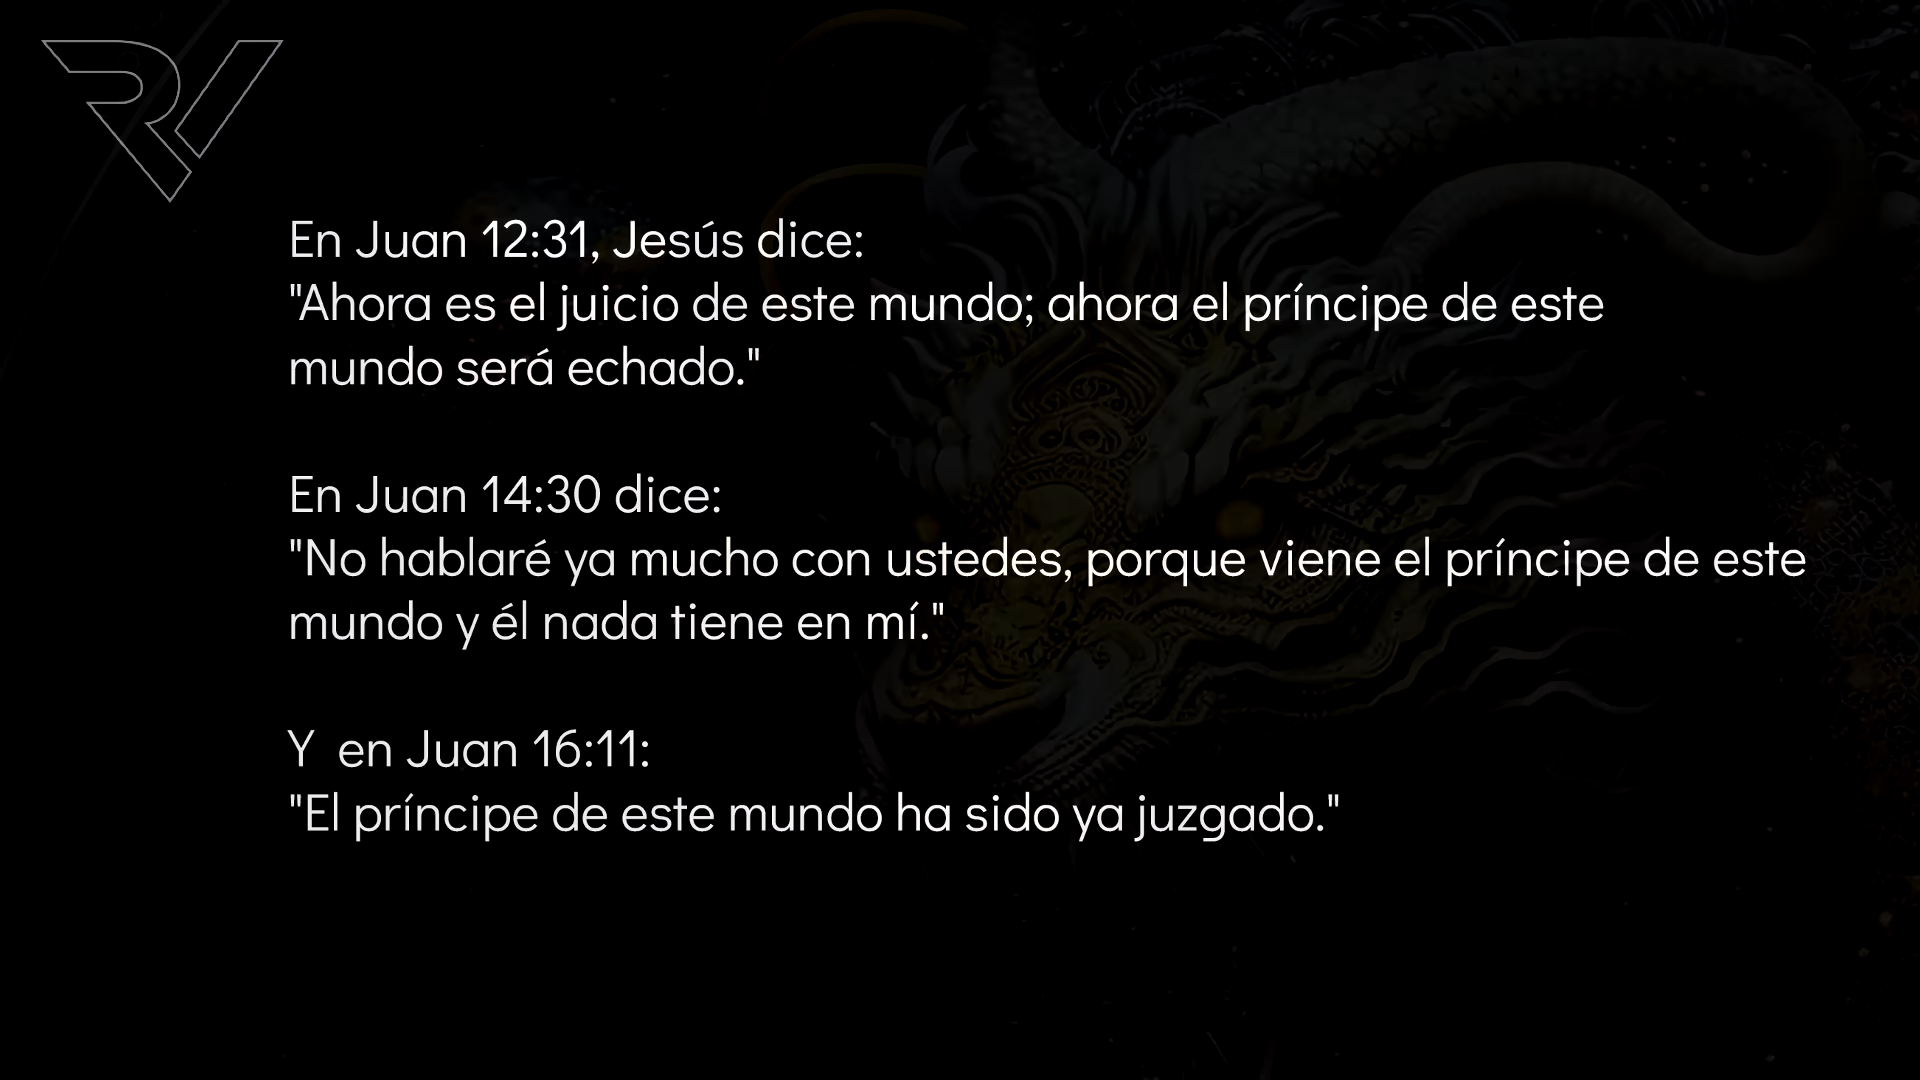 RV
En Juan 12:31, Jesús dice:
"Ahora es el juicio de este mundo; ahora el príncipe de este
mundo será echado."
En Juan 14:30 dice:
"No hablaré ya mucho con ustedes, porque viene el príncipe de este
mundo y él nada tiene en mí."
Y  en Juan 16:11:
"El príncipe de este mundo ha sido ya juzgado."